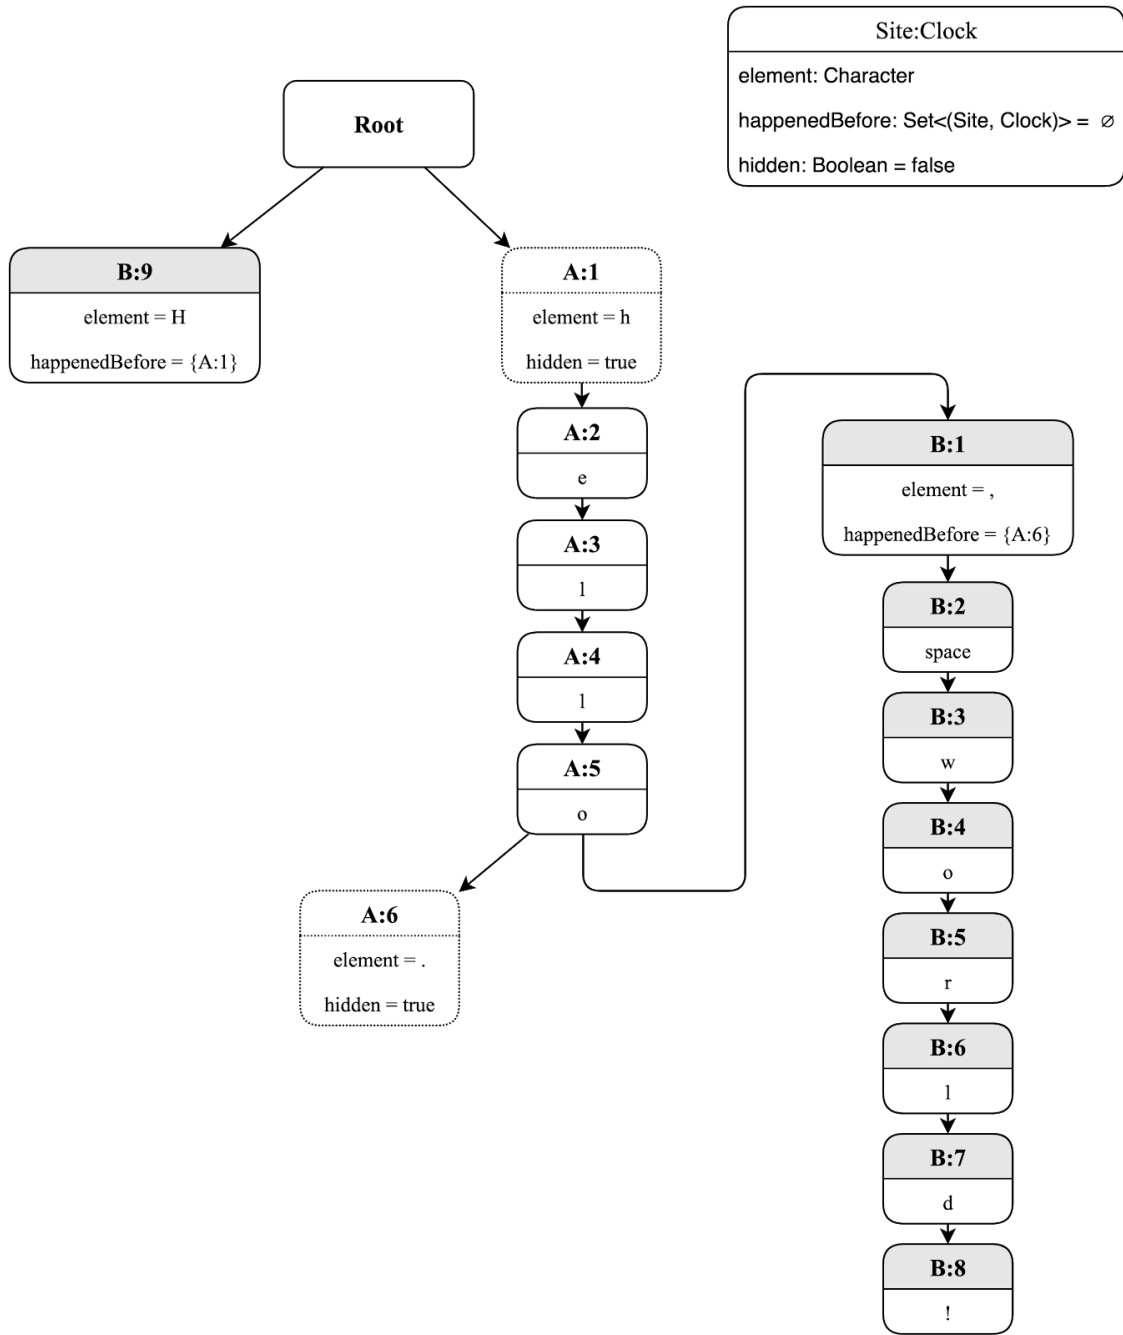 Site:Clock
element: Character
happenedBefore: Set<(Site, Clock)> = ∅
hidden: Boolean = false
Root
B:9
element = H
happenedBefore = {A:1}
A:1
element = h
hidden = true
A:2
e
A:3
l
A:4
l
A:5
o
A:6
element = .
hidden = true
B:1
element = ,
happenedBefore = {A:6}
B:2
space
B:3
w
B:4
o
B:5
r
B:6
l
B:7
d
B:8
!